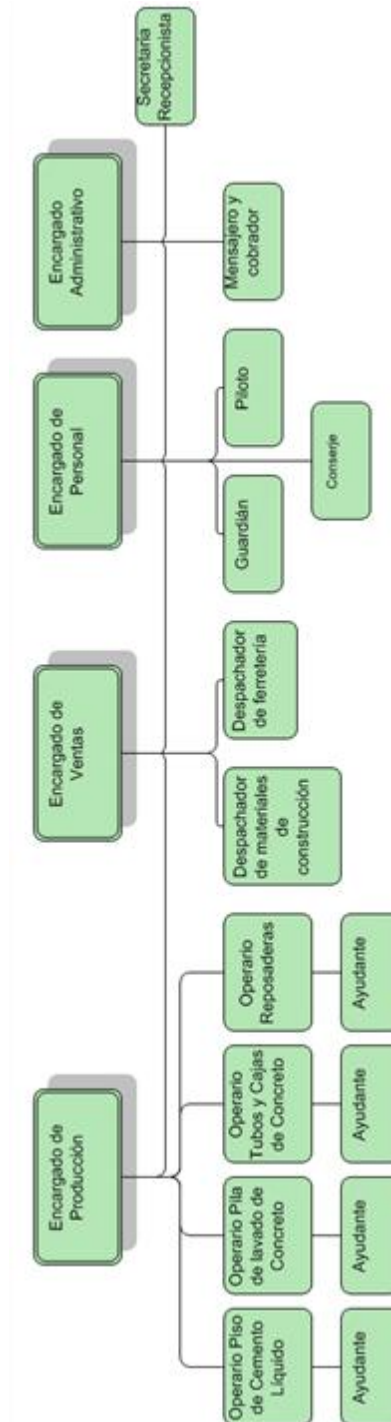 Encargado de
Producción
Encargado de
Ventas
Encargado de
Personal
Encargado
Administrativo
Secretaria
Recepcionista
Operario Piso
de Cemento
Líquido
Operario Pila
de lavado de
Concreto
Operario
Tubos y Cajas
de Concreto
Operario
Reposaderas
Despachador
de materiales
de
construcción
Despachador
de ferretería
Guardián
Piloto
Mensajero y
cobrador
Conserje
Ayudante
Ayudante
Ayudante
Ayudante